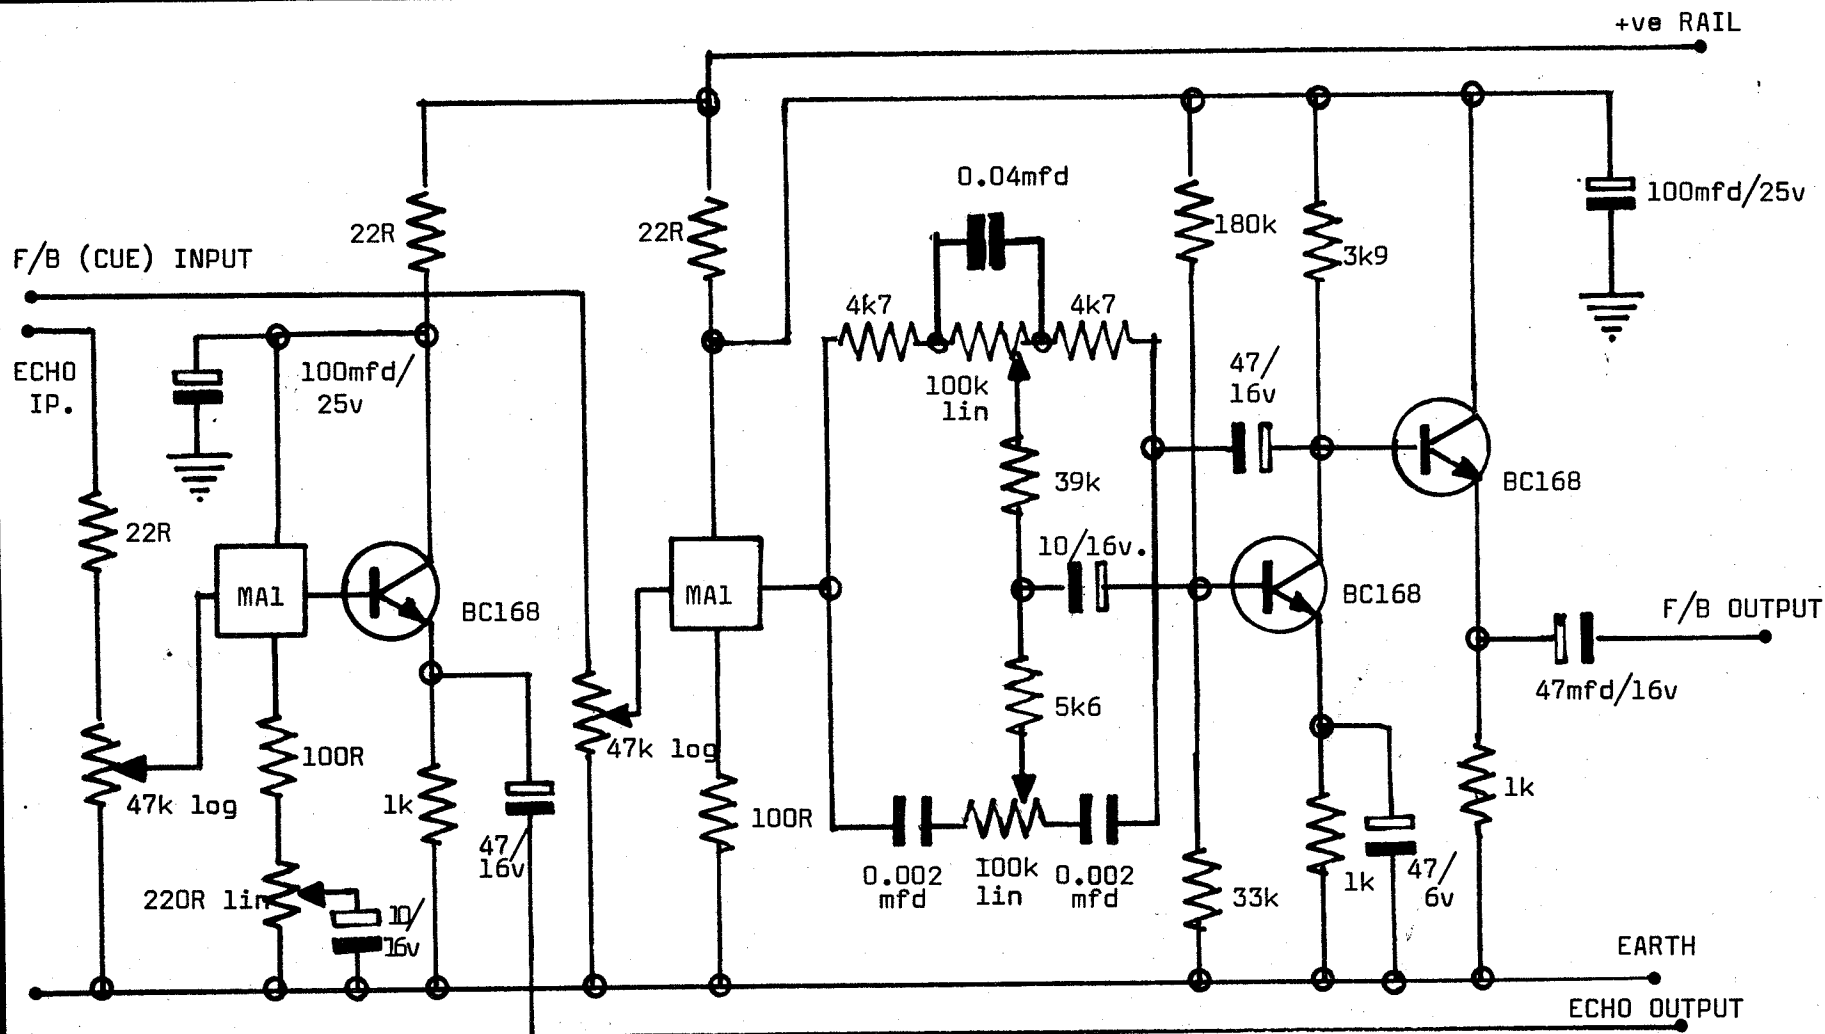 +ve RAIL
0.04mfd
100mfd/25v
22R
22R
180k
3k9
F/B (CUE) INPUT
4k7
4k7
ECHO
IP.
100mfd/
25v
100k
lin
47/
16v
39k
BC168
22R
10/16v.
MA1
BC168
MA1
BC168
F/B OUTPUT
5k6
47mfd/16v
100R
47k log
47k log
1k
100R
1k
47/
16v
0.002
mfd
100k
lin
0.002
mfd
1k
47/
6v
220R lin
10/
16v
33k
EARTH
ECHO OUTPUT